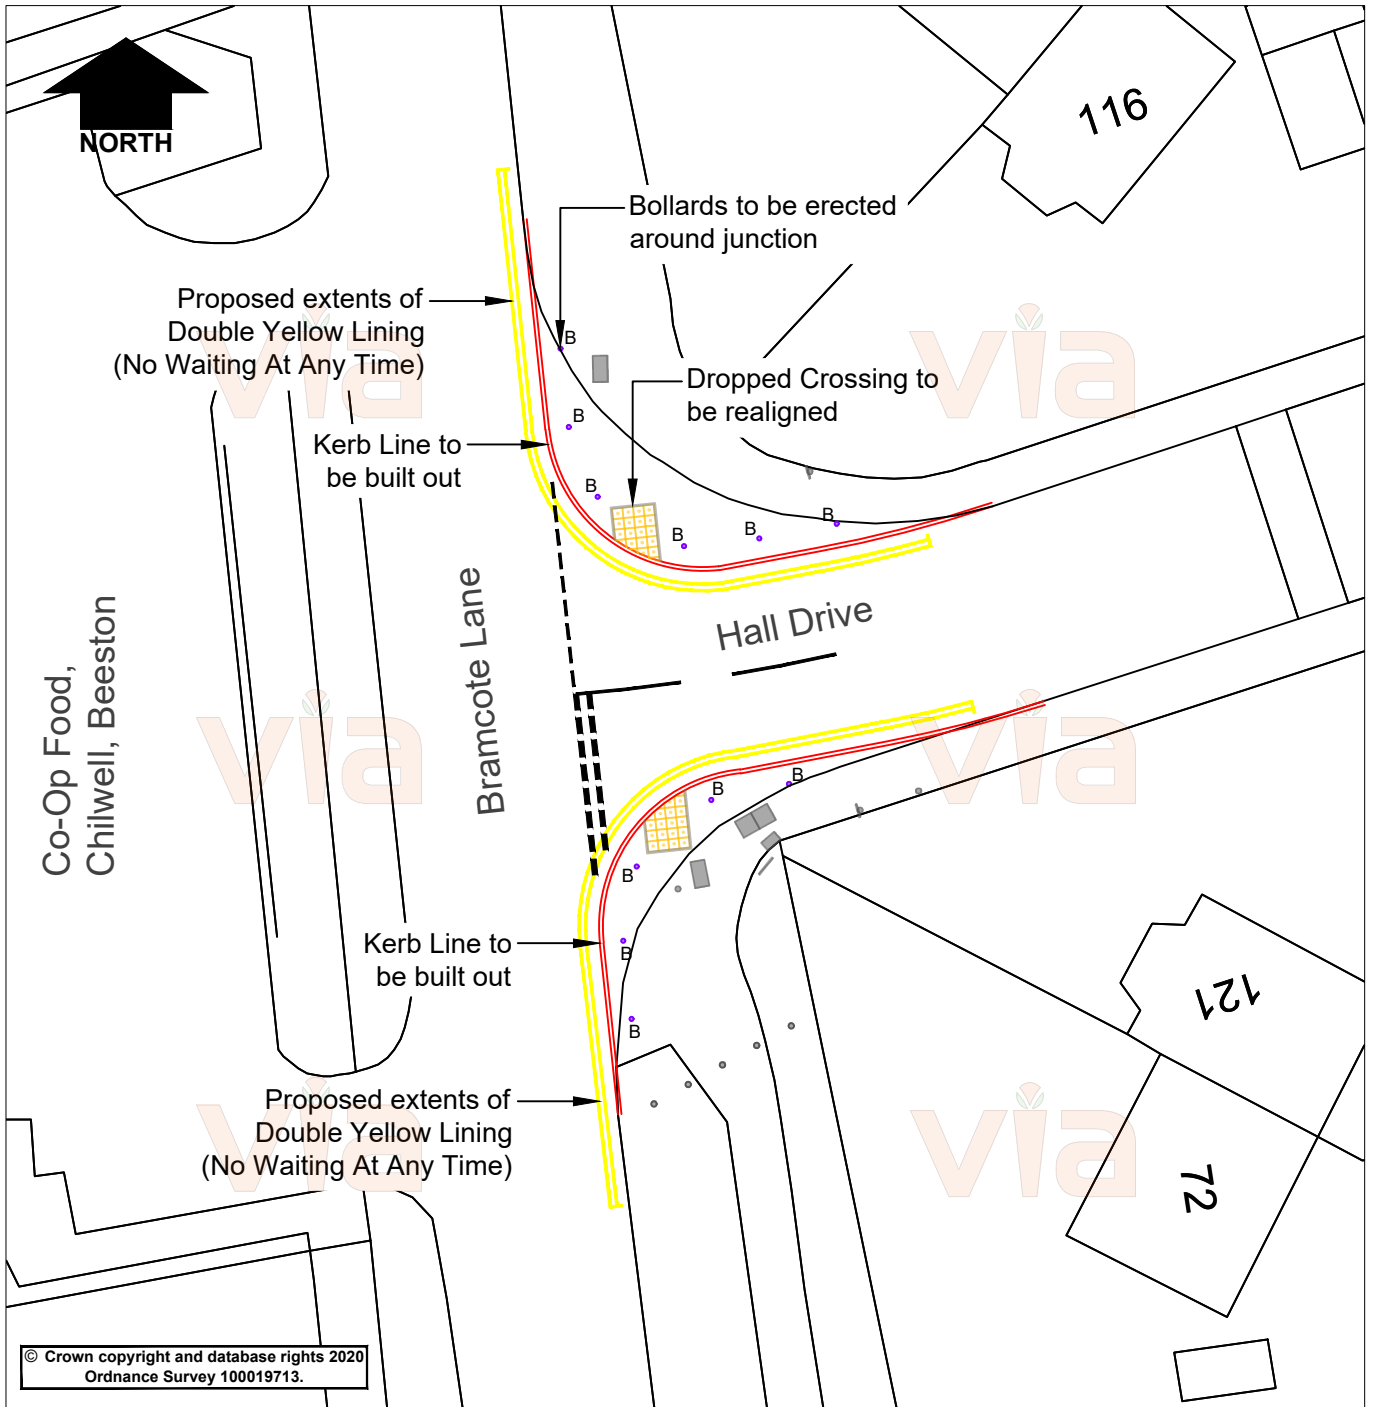 NORTH
116
Bollards to be erected
around junction
Proposed extents of
Double Yellow Lining
(No Waiting At Any Time)
B
Dropped Crossing to
be realigned
B
Kerb Line to
be built out
B
B
B
B
Hall Drive
Bramcote Lane
Co-Op Food,
Chilwell, Beeston
B
B
B
B
B
Kerb Line to
be built out
121
72
Proposed extents of
Double Yellow Lining
(No Waiting At Any Time)
via
via
via
via
via
via
© Crown copyright and database rights 2020
Ordnance Survey 100019713.